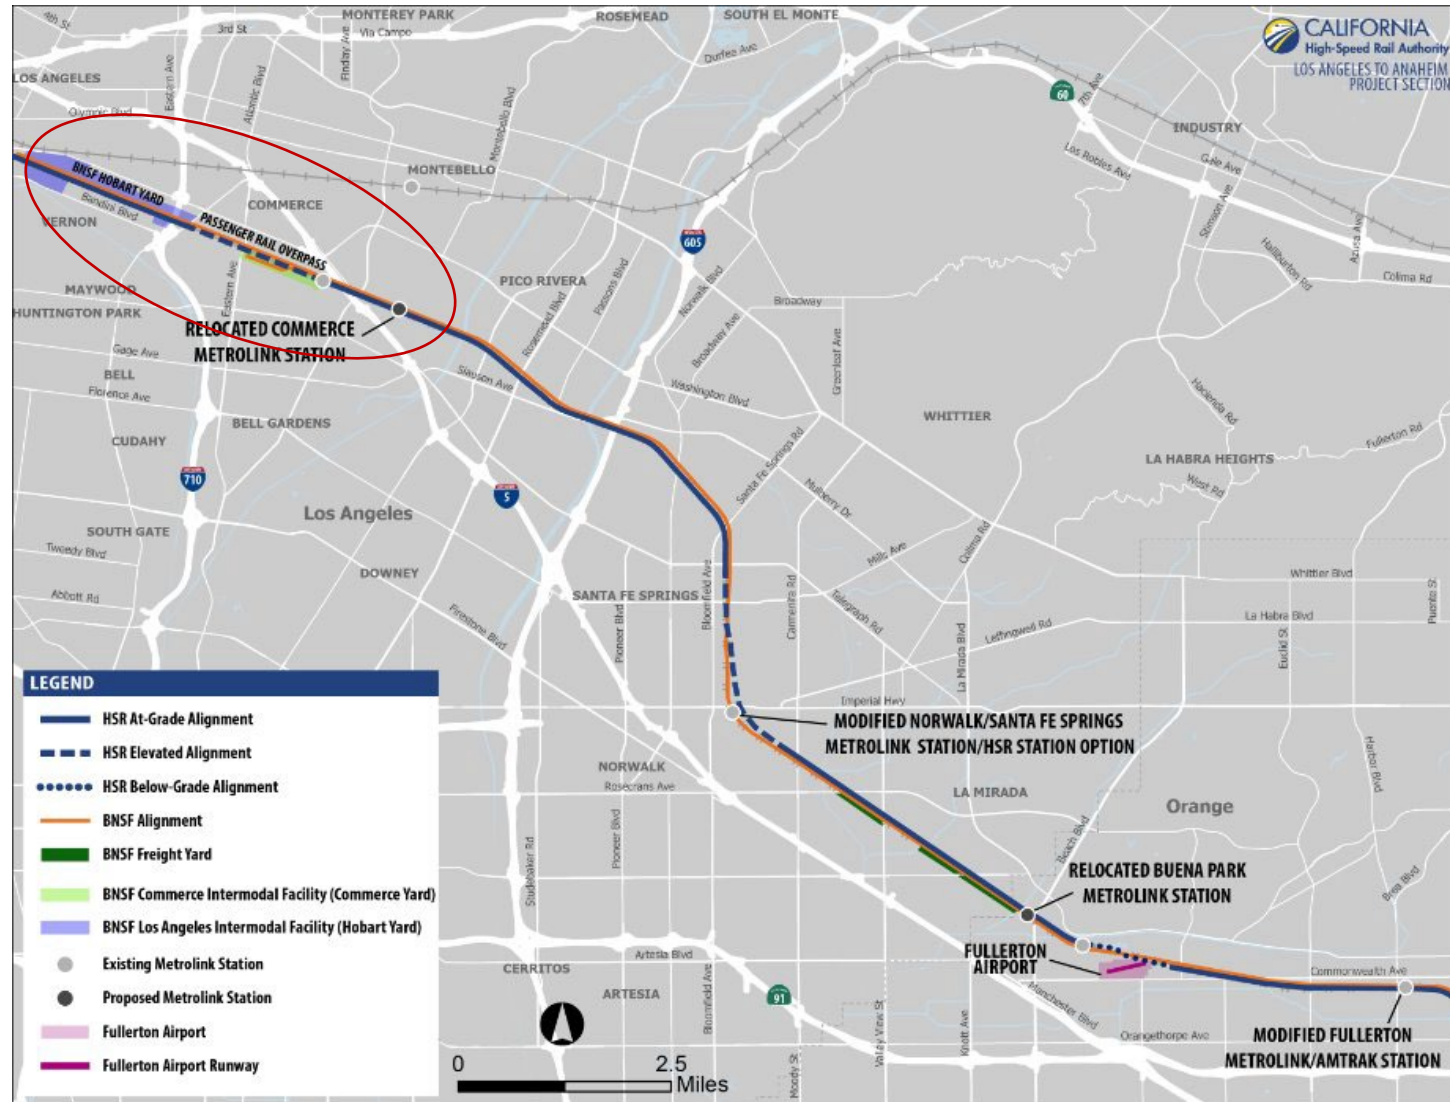 MONTEREY PARK
ROSEMEAD
SOUTH EL MONTE
4th St
3rd St
Via Campo
Findlay Ave
Durfee Ave
CALIFORNIA
High-Speed Rail Authority
LOS ANGELES TO ANAHEIM
PROJECT SECTION
LOS ANGELES
Eastern Ave
Atlantic Blvd
Montebello Blvd
7th Ave
60
Olympic Blvd
INDUSTRY
Los Robles Ave
Gale Ave
MONTEBELLO
BNSF HOBART YARD
Bandini Blvd
COMMERCE
VERNON
PASSENGER RAIL OVERPASS
605
Stimson Ave
Azusa Ave
Halliburton Rd
Colima Rd
PICO RIVERA
Passons Blvd
Norwalk Blvd
Broadway
MAYWOOD
HUNTINGTON PARK
Eastern Ave
RELOCATED COMMERCE
METROLINK STATION
Rosemead Blvd
Broadway Ave
Greenleaf Ave
Gage Ave
BELL
Slauson Ave
Washington Blvd
Florence Ave
Hacienda Rd
BELL GARDENS
WHITTIER
CUDAHY
Santa Fe Springs Rd
Fullerton Rd
LA HABRA HEIGHTS
West Rd
710
5
Mulberry Dr
Los Angeles
SOUTH GATE
Tweedy Blvd
Mills Ave
Colima Rd
DOWNEY
Whittier Blvd
Abbott Rd
SANTA FE SPRINGS
Bloomfield Ave
Carmenita Rd
Telegraph Rd
Firestone Blvd
Pioneer Blvd
La Mirada Blvd
Leffingwell Rd
La Habra Blvd
Euclid St
Puente St
LEGEND
HSR At-Grade Alignment
HSR Elevated Alignment
HSR Below-Grade Alignment
BNSF Alignment
BNSF Freight Yard
BNSF Commerce Intermodal Facility (Commerce Yard)
BNSF Los Angeles Intermodal Facility (Hobart Yard)
Existing Metrolink Station
Proposed Metrolink Station
Fullerton Airport
Fullerton Airport Runway
Imperial Hwy
MODIFIED NORWALK/SANTA FE SPRINGS
METROLINK STATION/HSR STATION OPTION
Harbor Blvd
NORWALK
Rosecrans Ave
LA MIRADA
Orange
Pioneer Blvd
Studebaker Rd
Beach Blvd
RELOCATED BUENA PARK
METROLINK STATION
Brea Blvd
FULLERTON
AIRPORT
Artesia Blvd
CERRITOS
Commonwealth Ave
ARTESIA
Bloomfield Ave
91
Manchester Blvd
Valley View St
Knott Ave
Moody St
Orangethorpe Ave
MODIFIED FULLERTON
METROLINK/AMTRAK STATION
0
2.5
Miles